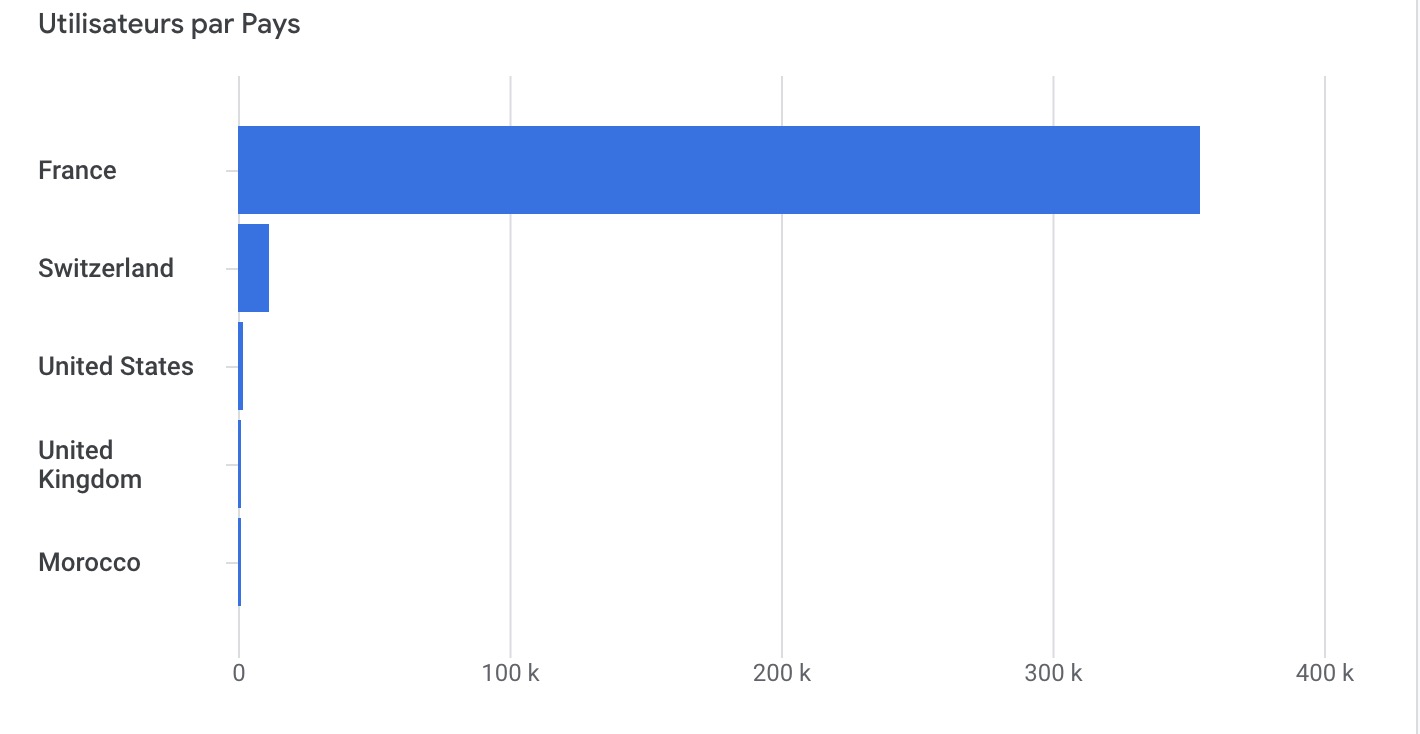 Utilisateurs par Pays
France
Switzerland
United States
United
Kingdom
Morocco
0
100 k
200 k
300 k
400 k